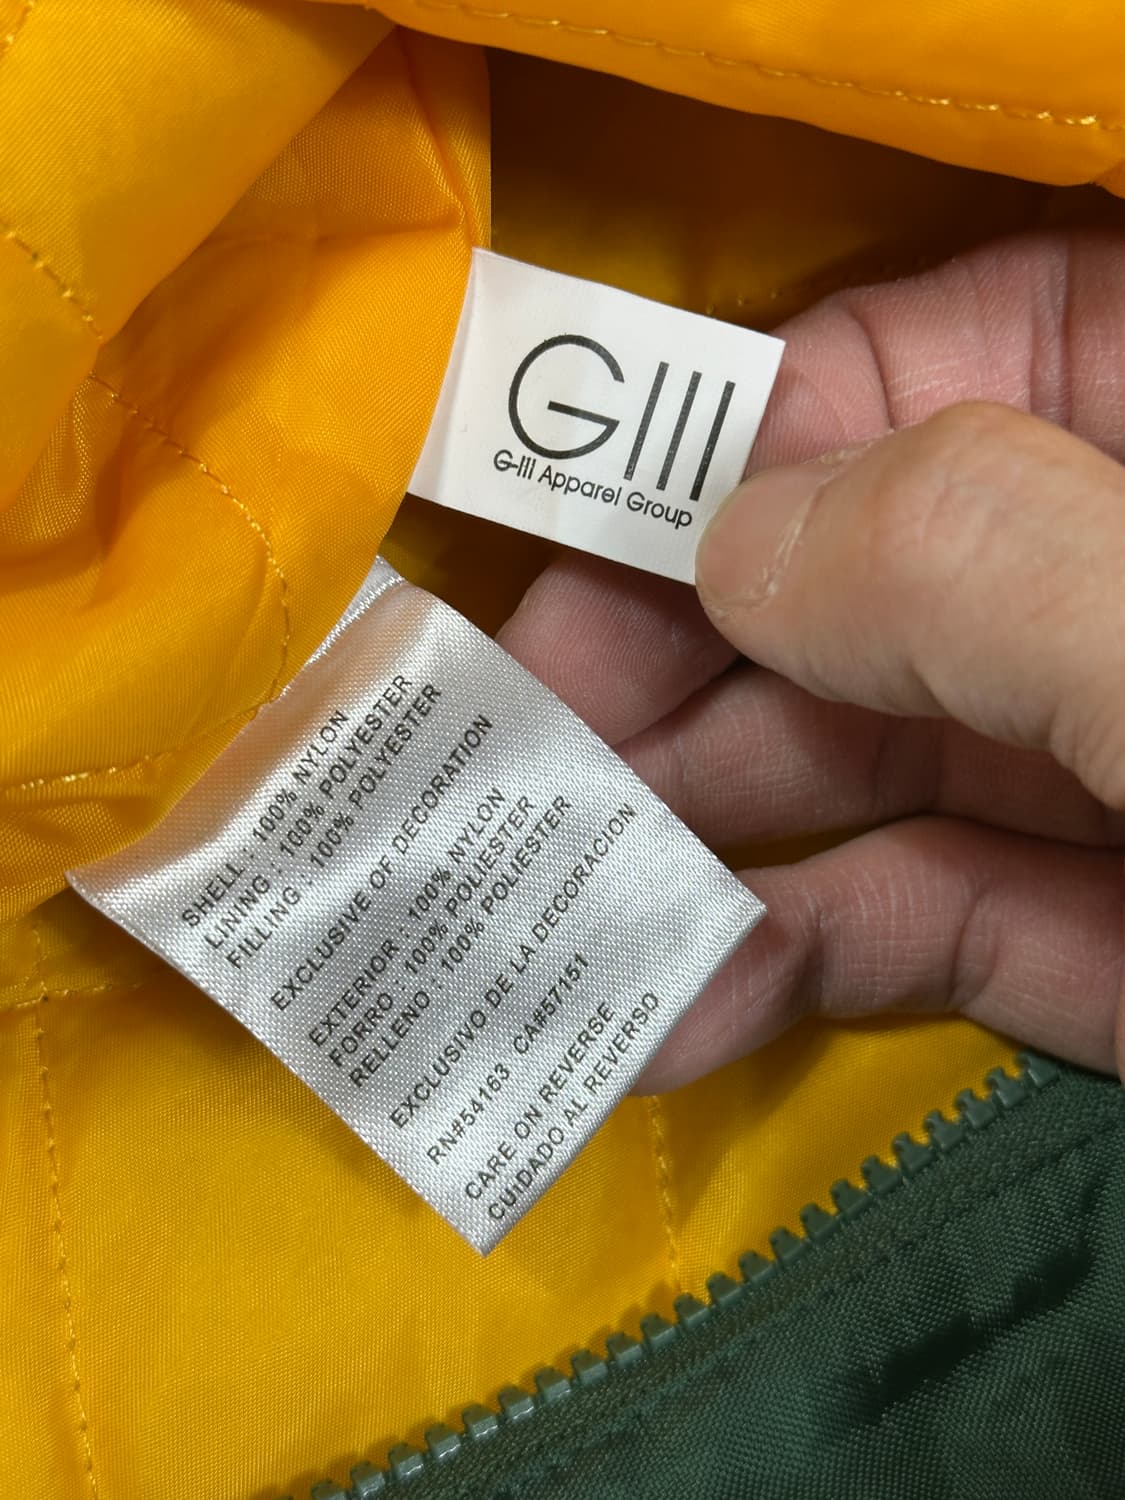 GIII
G-III Apparel Group
SHELL : 100% NYLON
LINING : 100% POLYESTER
FILLING : 100% POLYESTER
EXCLUSIVE OF DECORATION
EXTERIOR : 100% NYLON
FORRO : 100% POLIESTER
RELLENO : 100% POLIESTER
EXCLUSIVO DE LA DECORACION
RN#54163 CA#57151
CARE ON REVERSE
CUIDADO AL REVERSO